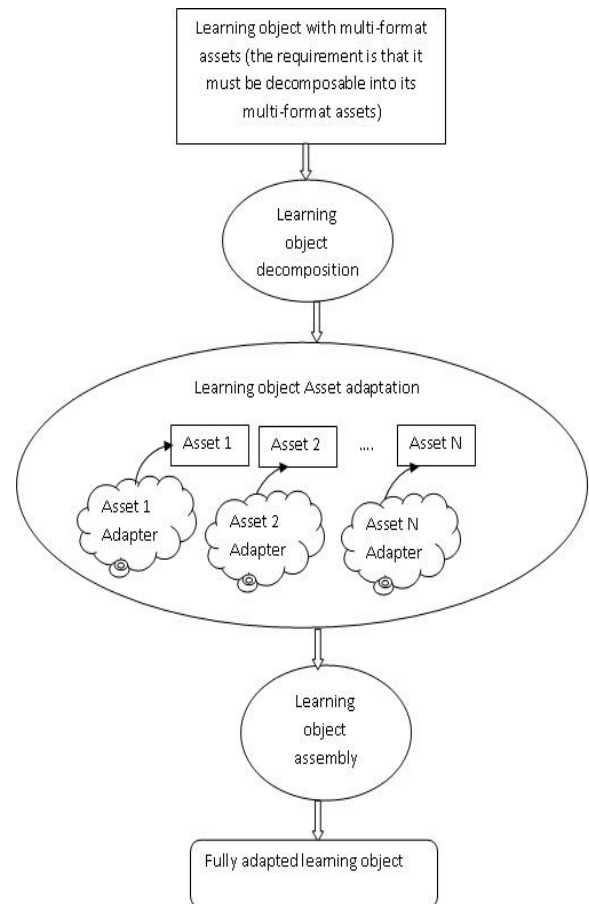 Learning object with multi-format
assets (the requirement is that it
must be decomposable into its
multi-format assets)
Learning
object
decomposition
Learning object Asset adaptation
Asset 1
Asset 2
....
Asset N
Asset 1
Adapter
Asset 2
Adapter
Asset N
Adapter
Learning
object
assembly
Fully adapted learning object